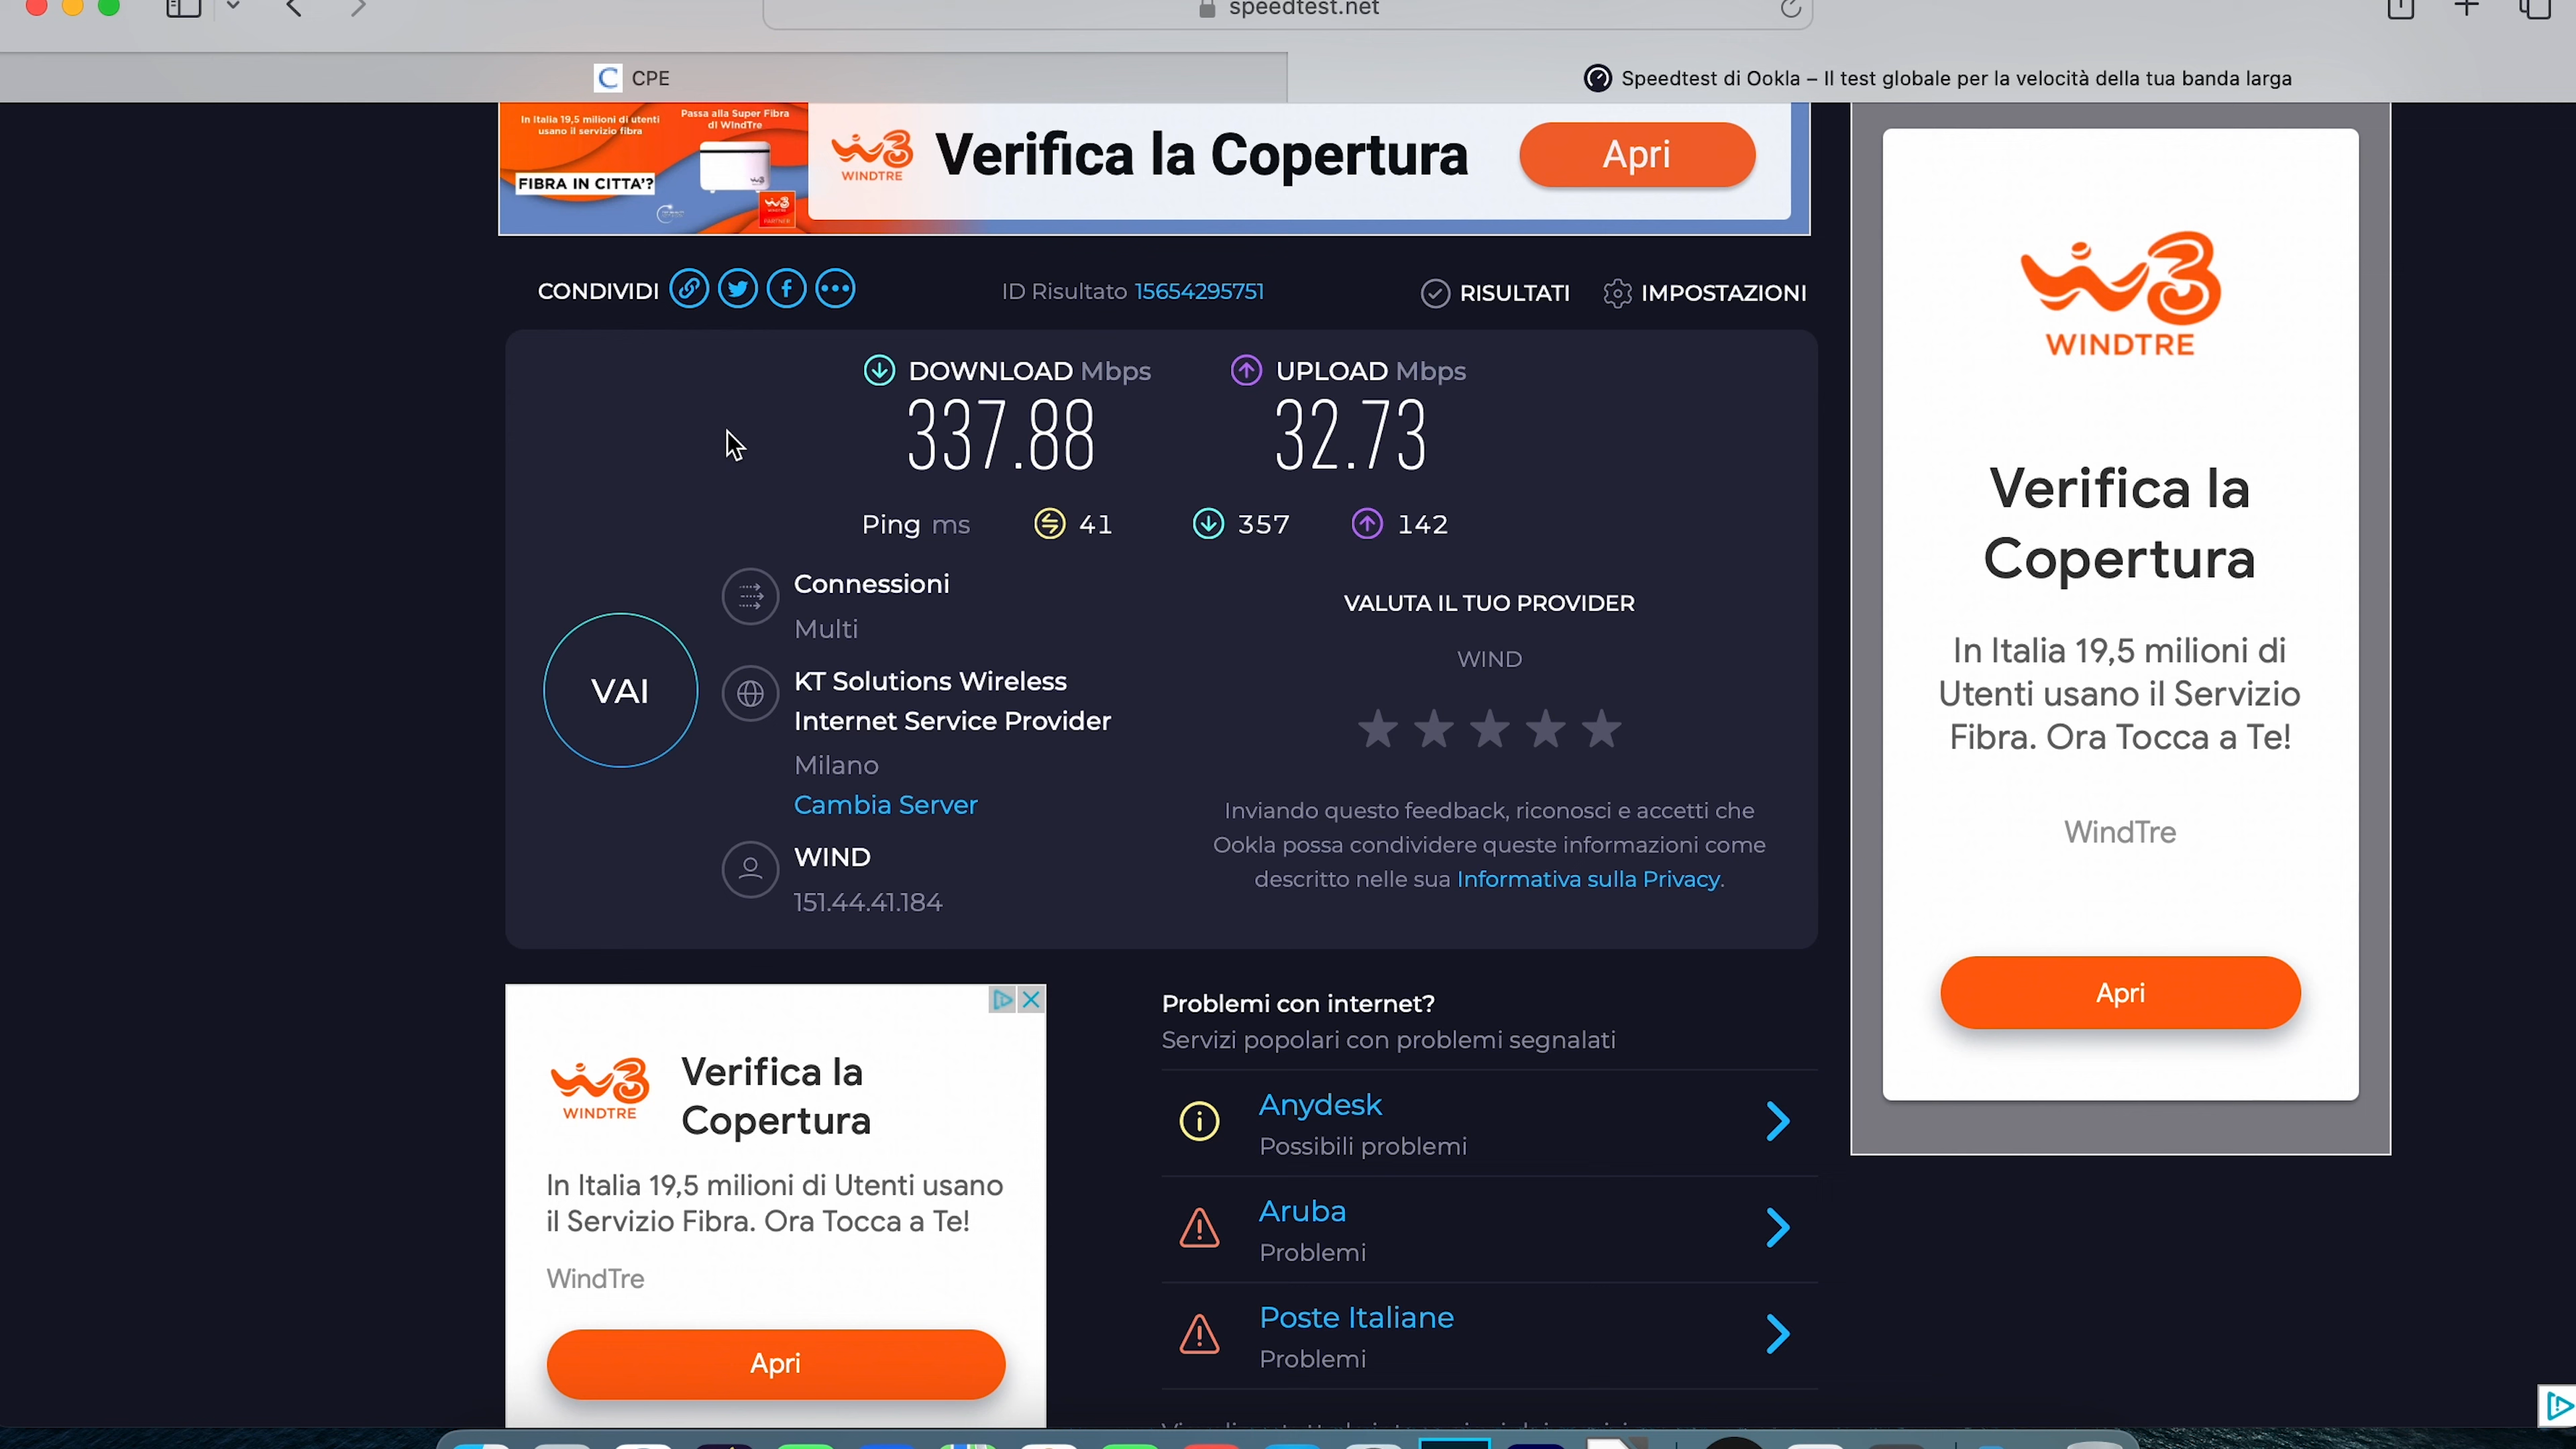 speedtest.net
CPE
Speedtest di Ookla – Il test globale per la velocità della tua banda larga
In Italia 19,5 milioni di utenti
usano il servizio fibra
Passa alla Super Fibra
di WindTre
FIBRA IN CITTA'?
W3
WINDTRE
Verifica la Copertura
Apri
CONDIVIDI
ID Risultato 15654295751
RISULTATI
IMPOSTAZIONI
DOWNLOAD Mbps
337.88
UPLOAD Mbps
32.73
Ping ms 41 357 142
VAI
Connessioni
Multi
KT Solutions Wireless
Internet Service Provider
Milano
Cambia Server
WIND
151.44.41.184
VALUTA IL TUO PROVIDER
WIND
Inviando questo feedback, riconosci e accetti che
Ookla possa condividere queste informazioni come
descritto nelle sua Informativa sulla Privacy.
W3
WINDTRE
Verifica la
Copertura
In Italia 19,5 milioni di
Utenti usano il Servizio
Fibra. Ora Tocca a Te!
WindTre
Apri
W3
WINDTRE
Verifica la
Copertura
In Italia 19,5 milioni di Utenti usano
il Servizio Fibra. Ora Tocca a Te!
WindTre
Apri
Problemi con internet?
Servizi popolari con problemi segnalati
Anydesk
Possibili problemi
Aruba
Problemi
Poste Italiane
Problemi